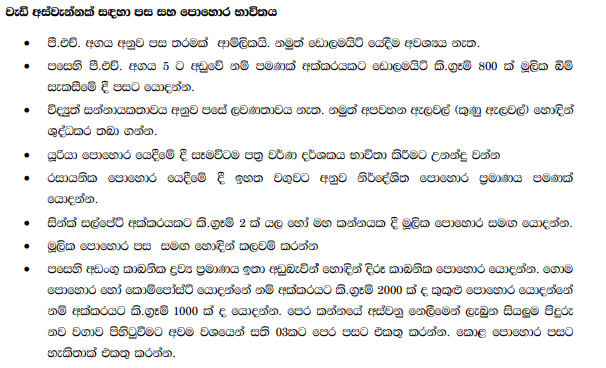 වැඩි අස්වැන්නක් සඳහා පස සහ පොහොර භාවිතය
• පී.එච්. අගය අනුව පස තරමක් ආම්ලිකයි. නමුත් ඩොලමයිට් යෙදීම අවශ්‍යය නැත.
• පසෙහි පී.එච්. අගය 5 ට අඩුවේ නම් පමණක් අක්කරයකට ඩොලමයිට් කි.ග්‍රෑම් 800 ක් මූලික බිම්
සැකසීමේ දී පසට යොදන්න.
• විද්‍යුත් සන්නායකතාවය අනුව පසේ ලවණතාවය නැත. නමුත් අපවහන ඇලවල් (කුණු ඇලවල්) හොඳින්
ශුද්ධකර තබා ගන්න.
• යූරියා පොහොර යෙදීමේ දී සෑමවිටම පත්‍ර වර්ණ දර්ශකය භාවිතා කිරීමට උනන්දු වන්න
• රසායනික පොහොර යෙදීමේ දී ඉහත වගුවට අනුව නිර්දේශිත පොහොර ප්‍රමාණය පමණක්
යොදන්න.
• සින්ක් සල්පේට් අක්කරයකට කි.ග්‍රෑම් 2 ක් යල හෝ මහ කන්නයක දී මූලික පොහොර සමඟ යොදන්න.
• මූලික පොහොර පස සමඟ හොඳින් කලවම් කරන්න
• පසෙහි අඩංගු කාබනික ද්‍රව්‍ය ප්‍රමාණය ඉතා අඩුබැවින් හොඳින් දිරූ කාබනික පොහොර යොදන්න. ගොම
පොහොර හෝ කොම්පෝස්ට් යොදන්නේ නම් අක්කරයකට කි.ග්‍රෑම් 2000 ක් ද කුකුළු පොහොර යොදන්නේ
නම් අක්කරයකට කි.ග්‍රෑම් 1000 ක් ද යොදන්න. පෙර කන්නයේ අස්වනු නෙලීමෙන් ලැබුන සියලුම පිදුරු
නව වගාව පිහිටුවීමට අවම වශයෙන් සති 03කට පෙර පසට එකතු කරන්න. කොළ පොහොර පසට
හැකිතාක් එකතු කරන්න.